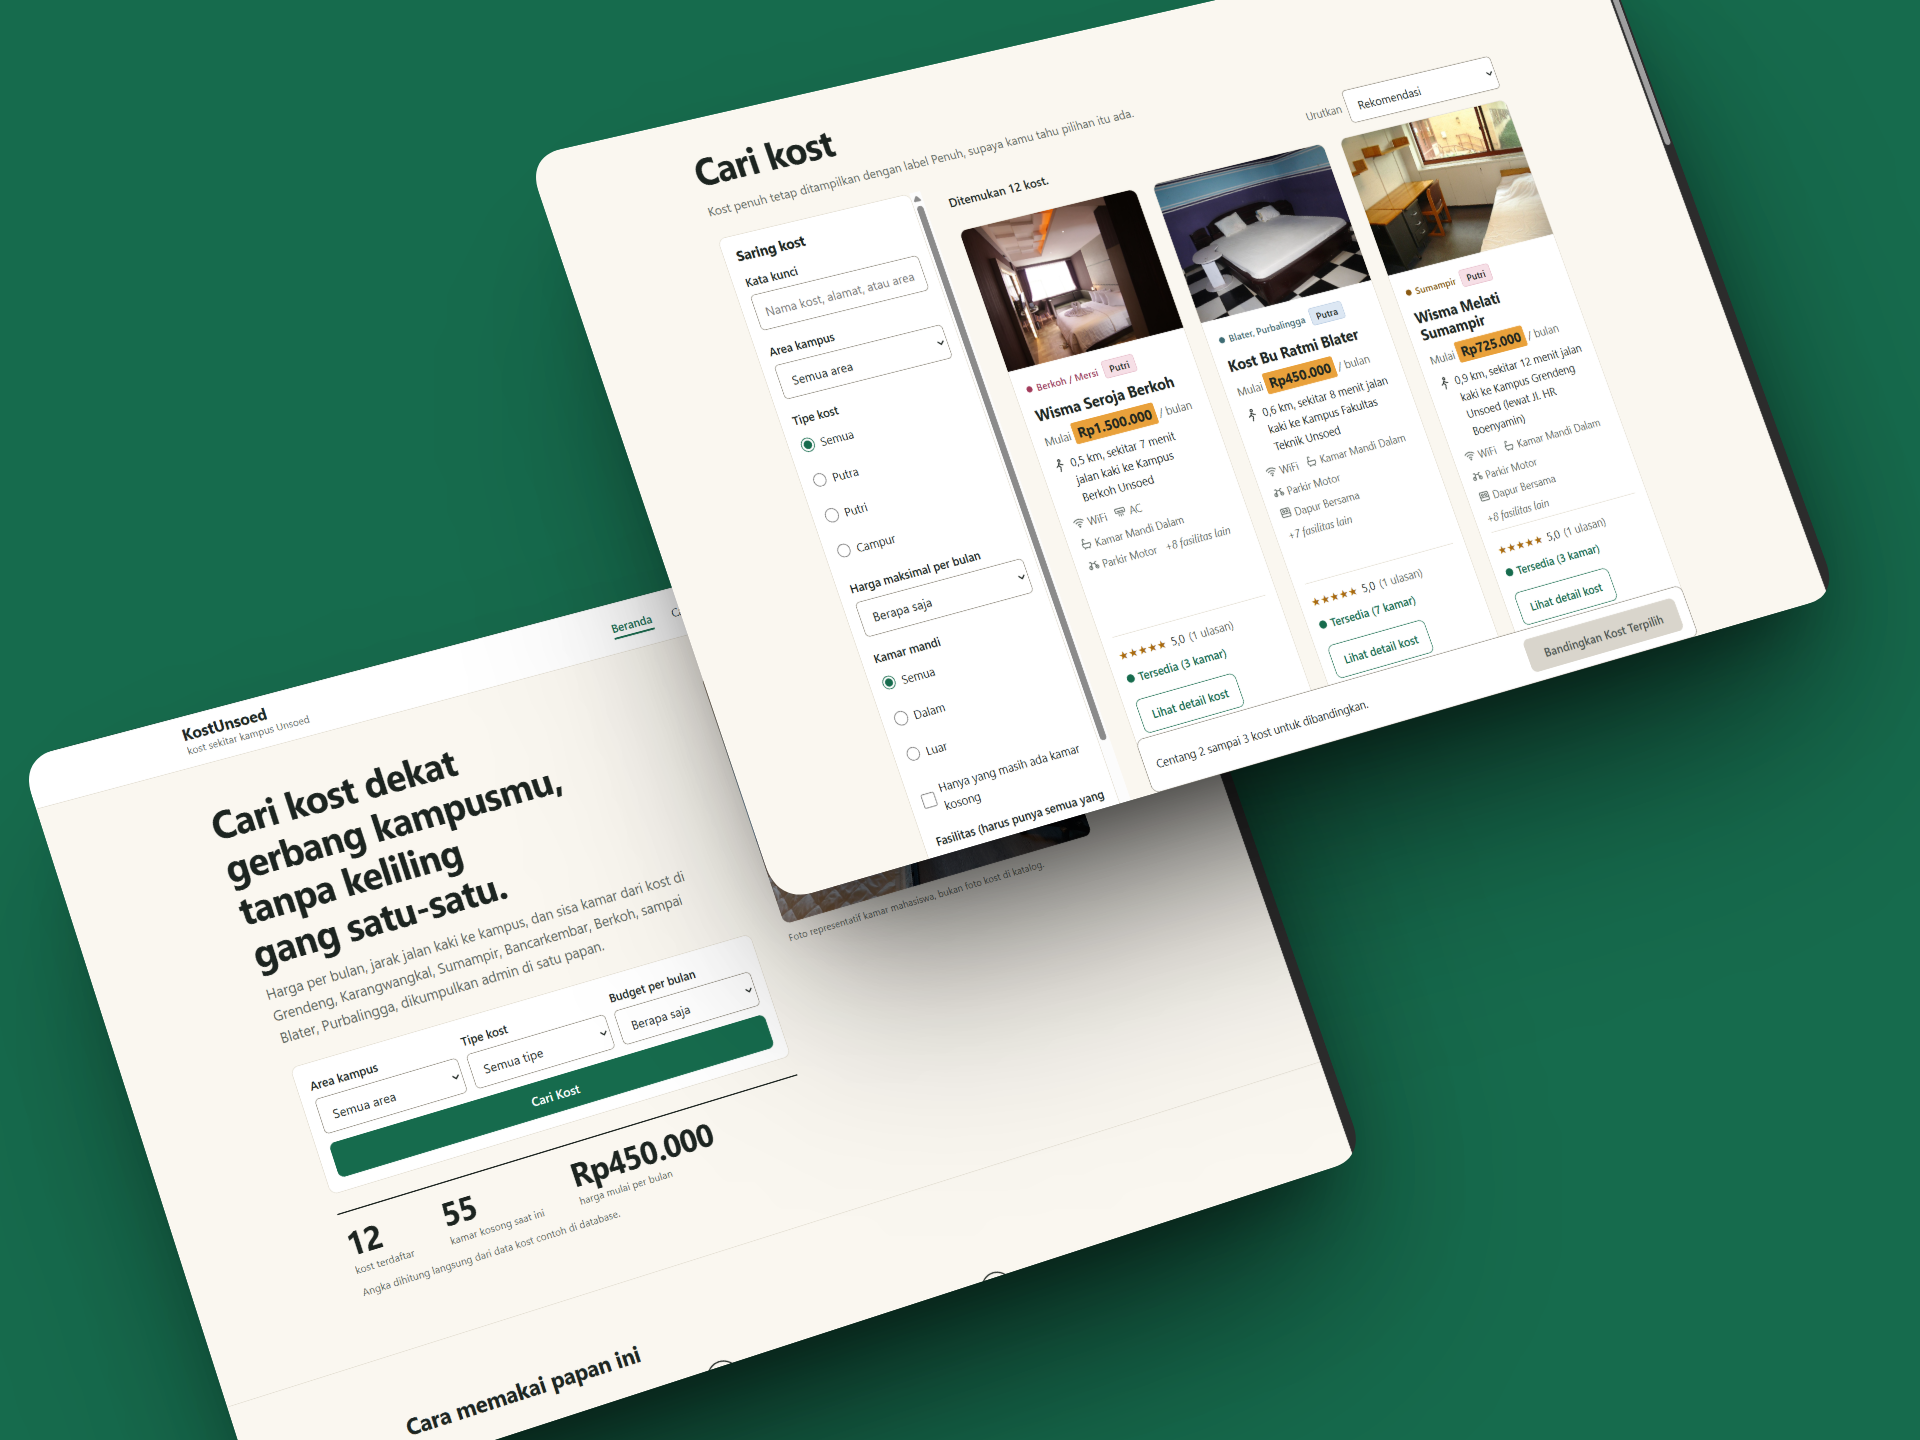 Cari kost
Kost penuh tetap ditampilkan dengan label Penuh, supaya kamu tahu pilihan itu ada.
Urutkan
Rekomendasi
Saring kost
Kata kunci
Nama kost, alamat, atau area
Area kampus
Semua area
Tipe kost
Semua
Putra
Putri
Campur
Harga maksimal per bulan
Berapa saja
Kamar mandi
Semua
Dalam
Luar
Hanya yang masih ada kamar
kosong
Fasilitas (harus punya semua yang
Ditemukan 12 kost.
Berkoh / Mersi
Putri
Wisma Seroja Berkoh
Mulai Rp1.500.000 / bulan
0,5 km, sekitar 7 menit
jalan kaki ke Kampus
Berkoh Unsoed
WiFi
AC
Kamar Mandi Dalam
Parkir Motor
+8 fasilitas lain
★★★★★ 5,0 (1 ulasan)
Tersedia (3 kamar)
Lihat detail kost
Blater, Purbalingga
Putra
Kost Bu Ratmi Blater
Mulai Rp450.000 / bulan
0,6 km, sekitar 8 menit jalan
kaki ke Kampus Fakultas
Teknik Unsoed
WiFi
Kamar Mandi Dalam
Parkir Motor
Dapur Bersama
+7 fasilitas lain
★★★★★ 5,0 (1 ulasan)
Tersedia (7 kamar)
Lihat detail kost
Sumampir
Putri
Wisma Melati
Sumampir
Mulai Rp725.000 / bulan
0,9 km, sekitar 12 menit jalan
kaki ke Kampus Grendeng
Unsoed (lewat Jl. HR
Boenyamin)
WiFi
Kamar Mandi Dalam
Parkir Motor
Dapur Bersama
+6 fasilitas lain
★★★★★ 5,0 (1 ulasan)
Tersedia (3 kamar)
Lihat detail kost
Centang 2 sampai 3 kost untuk dibandingkan.
Bandingkan Kost Terpilih
KostUnsoed
kost sekitar kampus Unsoed
Beranda
Cari kost dekat
gerbang kampusmu,
tanpa keliling
gang satu-satu.
Harga per bulan, jarak jalan kaki ke kampus, dan sisa kamar dari kost di
Grendeng, Karangwangkal, Sumampir, Bancarkembar, Berkoh, sampai
Blater, Purbalingga, dikumpulkan admin di satu papan.
Area kampus
Semua area
Tipe kost
Semua tipe
Budget per bulan
Berapa saja
Cari Kost
12
kost terdaftar
55
kamar kosong saat ini
Rp450.000
harga mulai per bulan
Angka dihitung langsung dari data kost contoh di database.
Foto representatif kamar mahasiswa, bukan foto kost di katalog.
Cara memakai papan ini